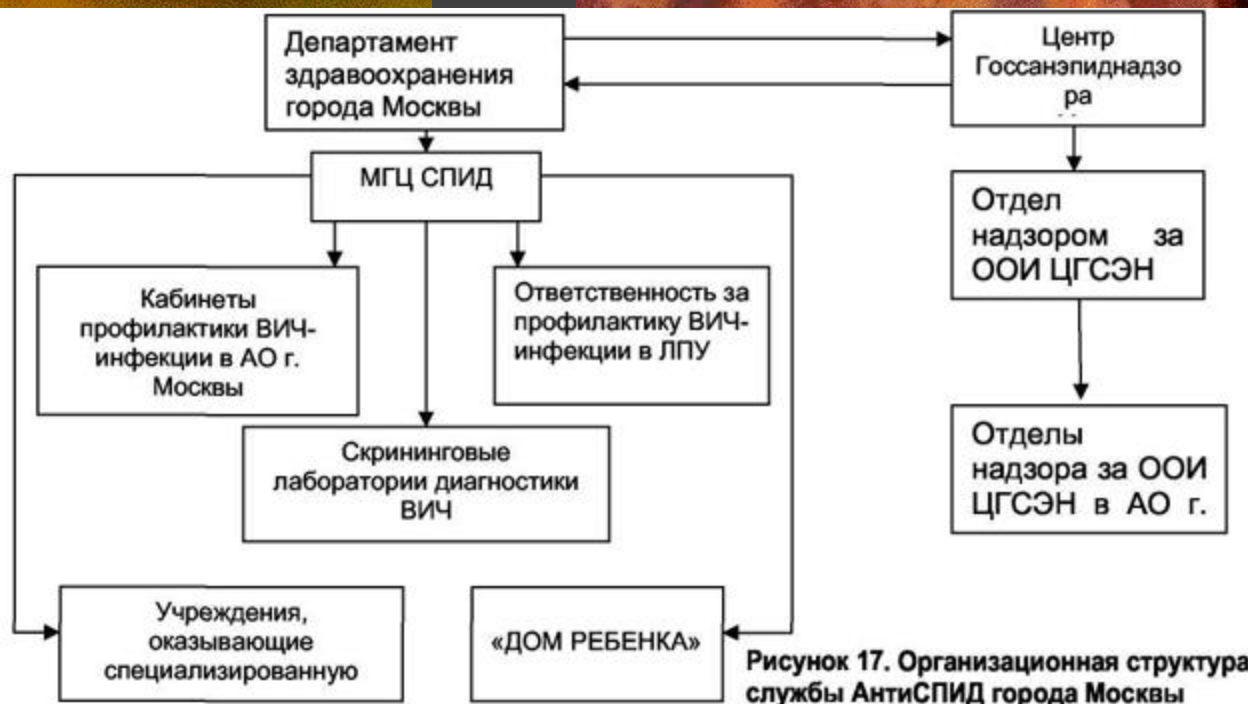 Департамент
здравоохранения
города Москвы
Центр
Госсанэпиднадзо
ра
МГЦ СПИД
Отдел
надзором за
ООИ ЦГСЭН
Кабинеты
профилактики ВИЧ-
инфекции в АО г.
Москвы
Ответственность за
профилактику ВИЧ-
инфекции в ЛПУ
Отделы
надзора за ООИ
ЦГСЭН в АО г.
Скрининговые
лаборатории диагностики
ВИЧ
Учреждения,
оказывающие
специализированную
«ДОМ РЕБЕНКА»
Рисунок 17. Организационная структура
службы АнтиСПИД города Москвы